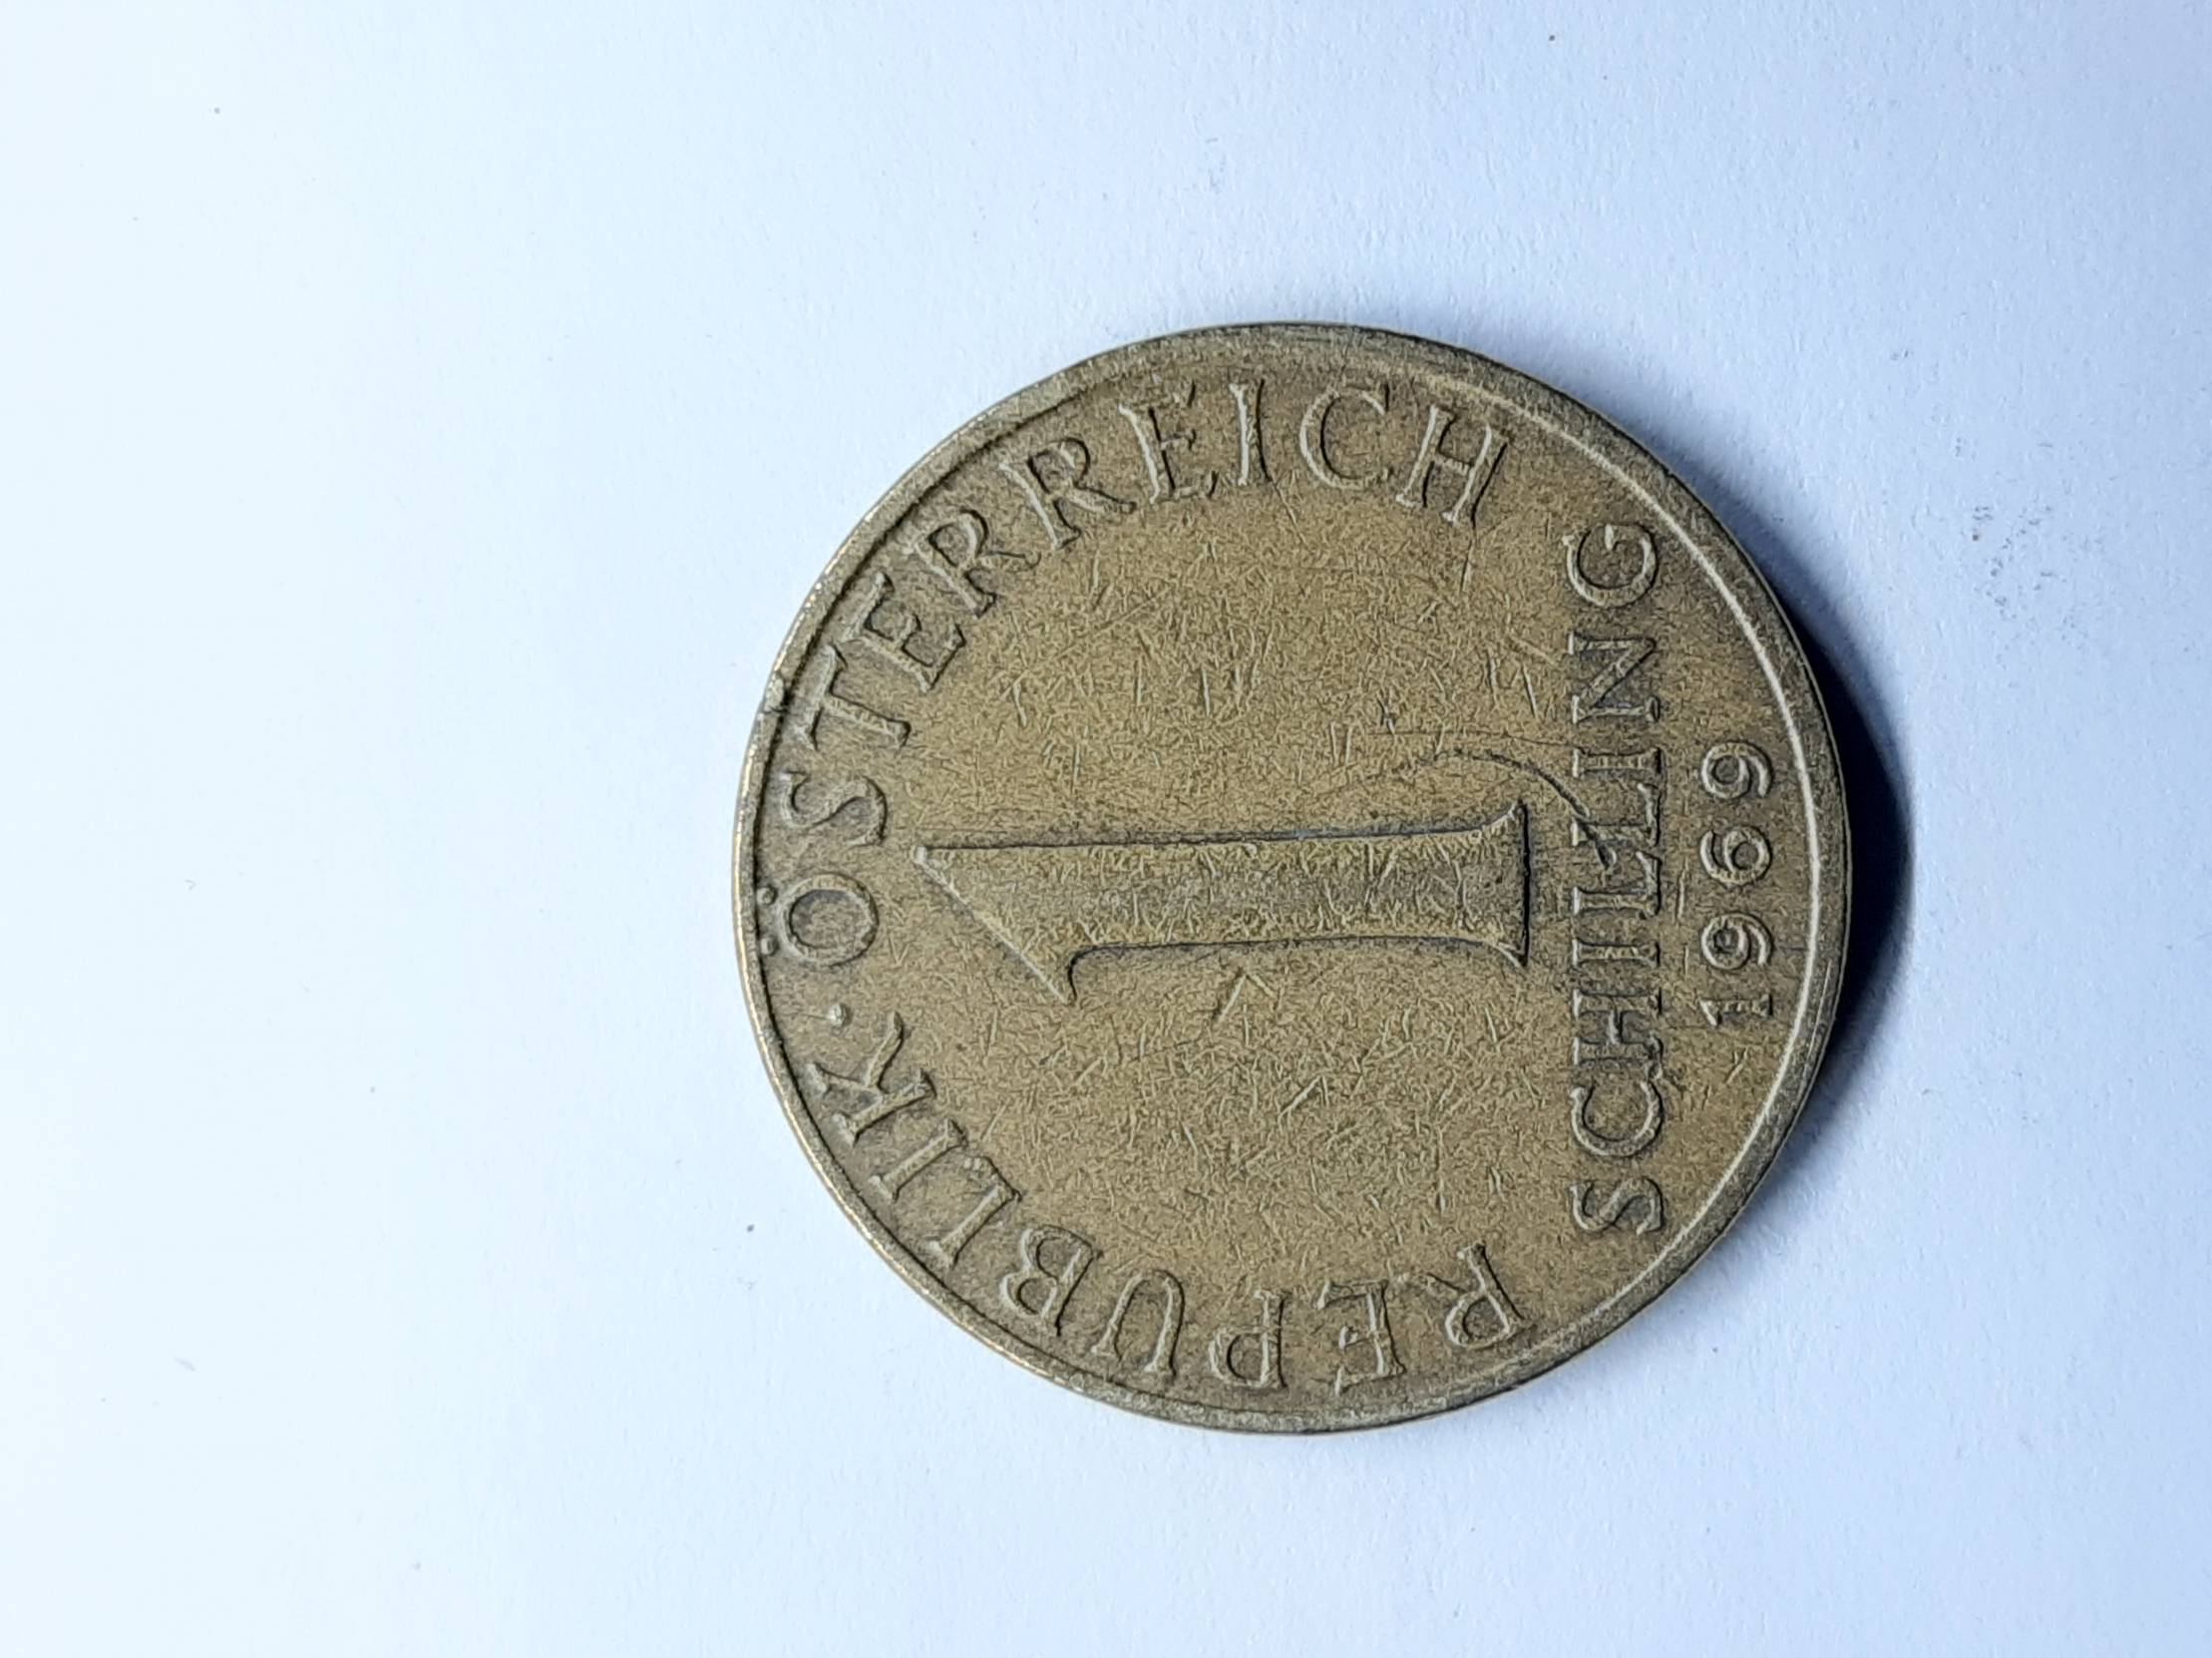 REPUBLIK · ÖSTERREICH
1
SCHILLING
1969